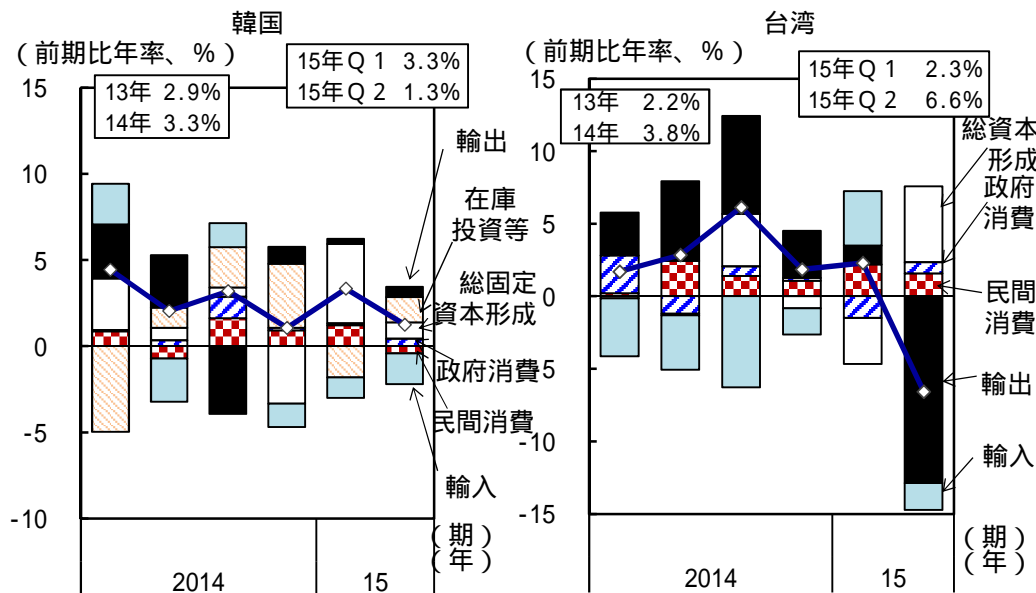 韓国
(前期比年率、%)
13年 2.9%
14年 3.3%
15年Q1 3.3%
15年Q2 1.3%
15
10
5
0
-5
-10
輸出
在庫
投資等
総固定
資本形成
政府消費
民間消費
輸入
(期)
(年)
2014
15
台湾
(前期比年率、%)
13年 2.2%
14年 3.8%
15年Q1 2.3%
15年Q2 6.6%
15
10
5
0
-5
-10
-15
総資本
形成
政府
消費
民間
消費
輸出
輸入
(期)
(年)
2014
15